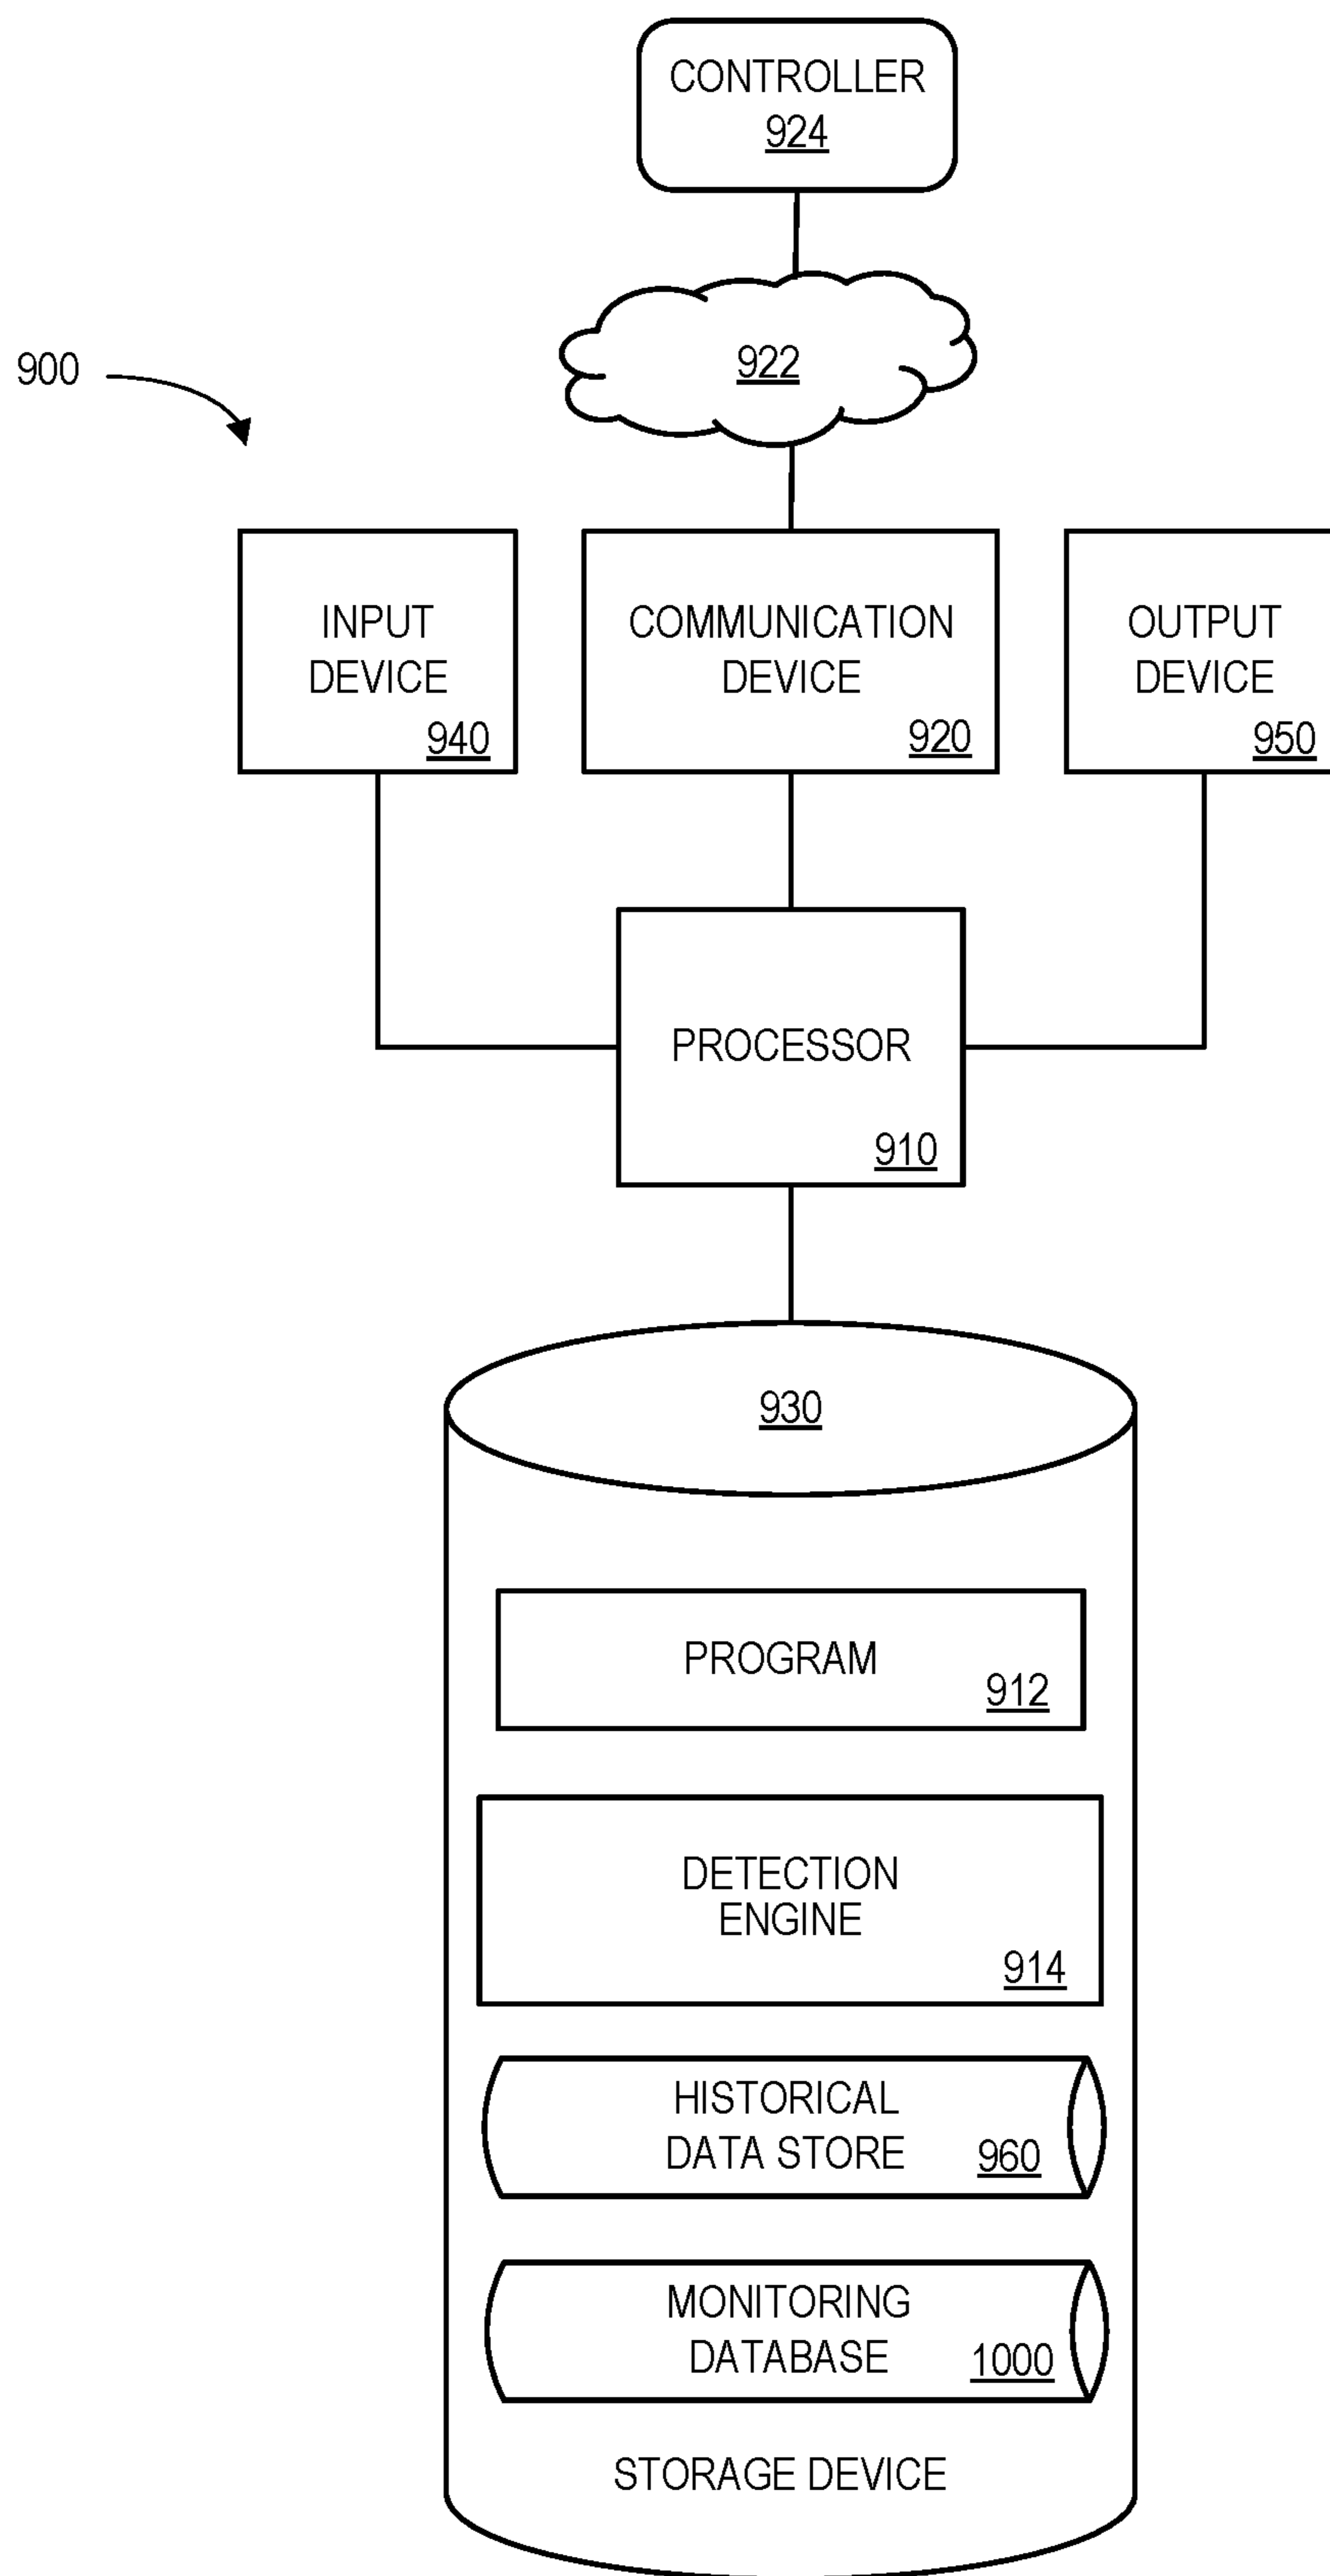 CONTROLLER
924
922
900
INPUT
DEVICE
940
COMMUNICATION
DEVICE
920
OUTPUT
DEVICE
950
PROCESSOR
910
930
PROGRAM
912
DETECTION
ENGINE
914
HISTORICAL
DATA STORE
960
MONITORING
DATABASE
1000
STORAGE DEVICE